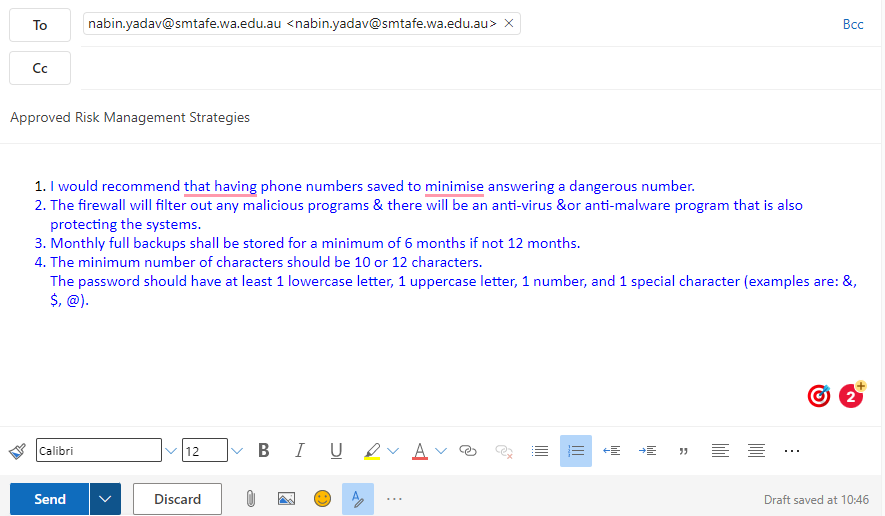 To
nabin.yadav@smtafe.wa.edu.au <nabin.yadav@smtafe.wa.edu.au> ×
Bcc
Cc
Approved Risk Management Strategies
1. I would recommend that having phone numbers saved to minimise answering a dangerous number.
2. The firewall will filter out any malicious programs & there will be an anti-virus &or anti-malware program that is also
protecting the systems.
3. Monthly full backups shall be stored for a minimum of 6 months if not 12 months.
4. The minimum number of characters should be 10 or 12 characters.
The password should have at least 1 lowercase letter, 1 uppercase letter, 1 number, and 1 special character (examples are: &,
$, @).
2
Calibri 12 B I U A ” ...
Send Discard ... Draft saved at 10:46